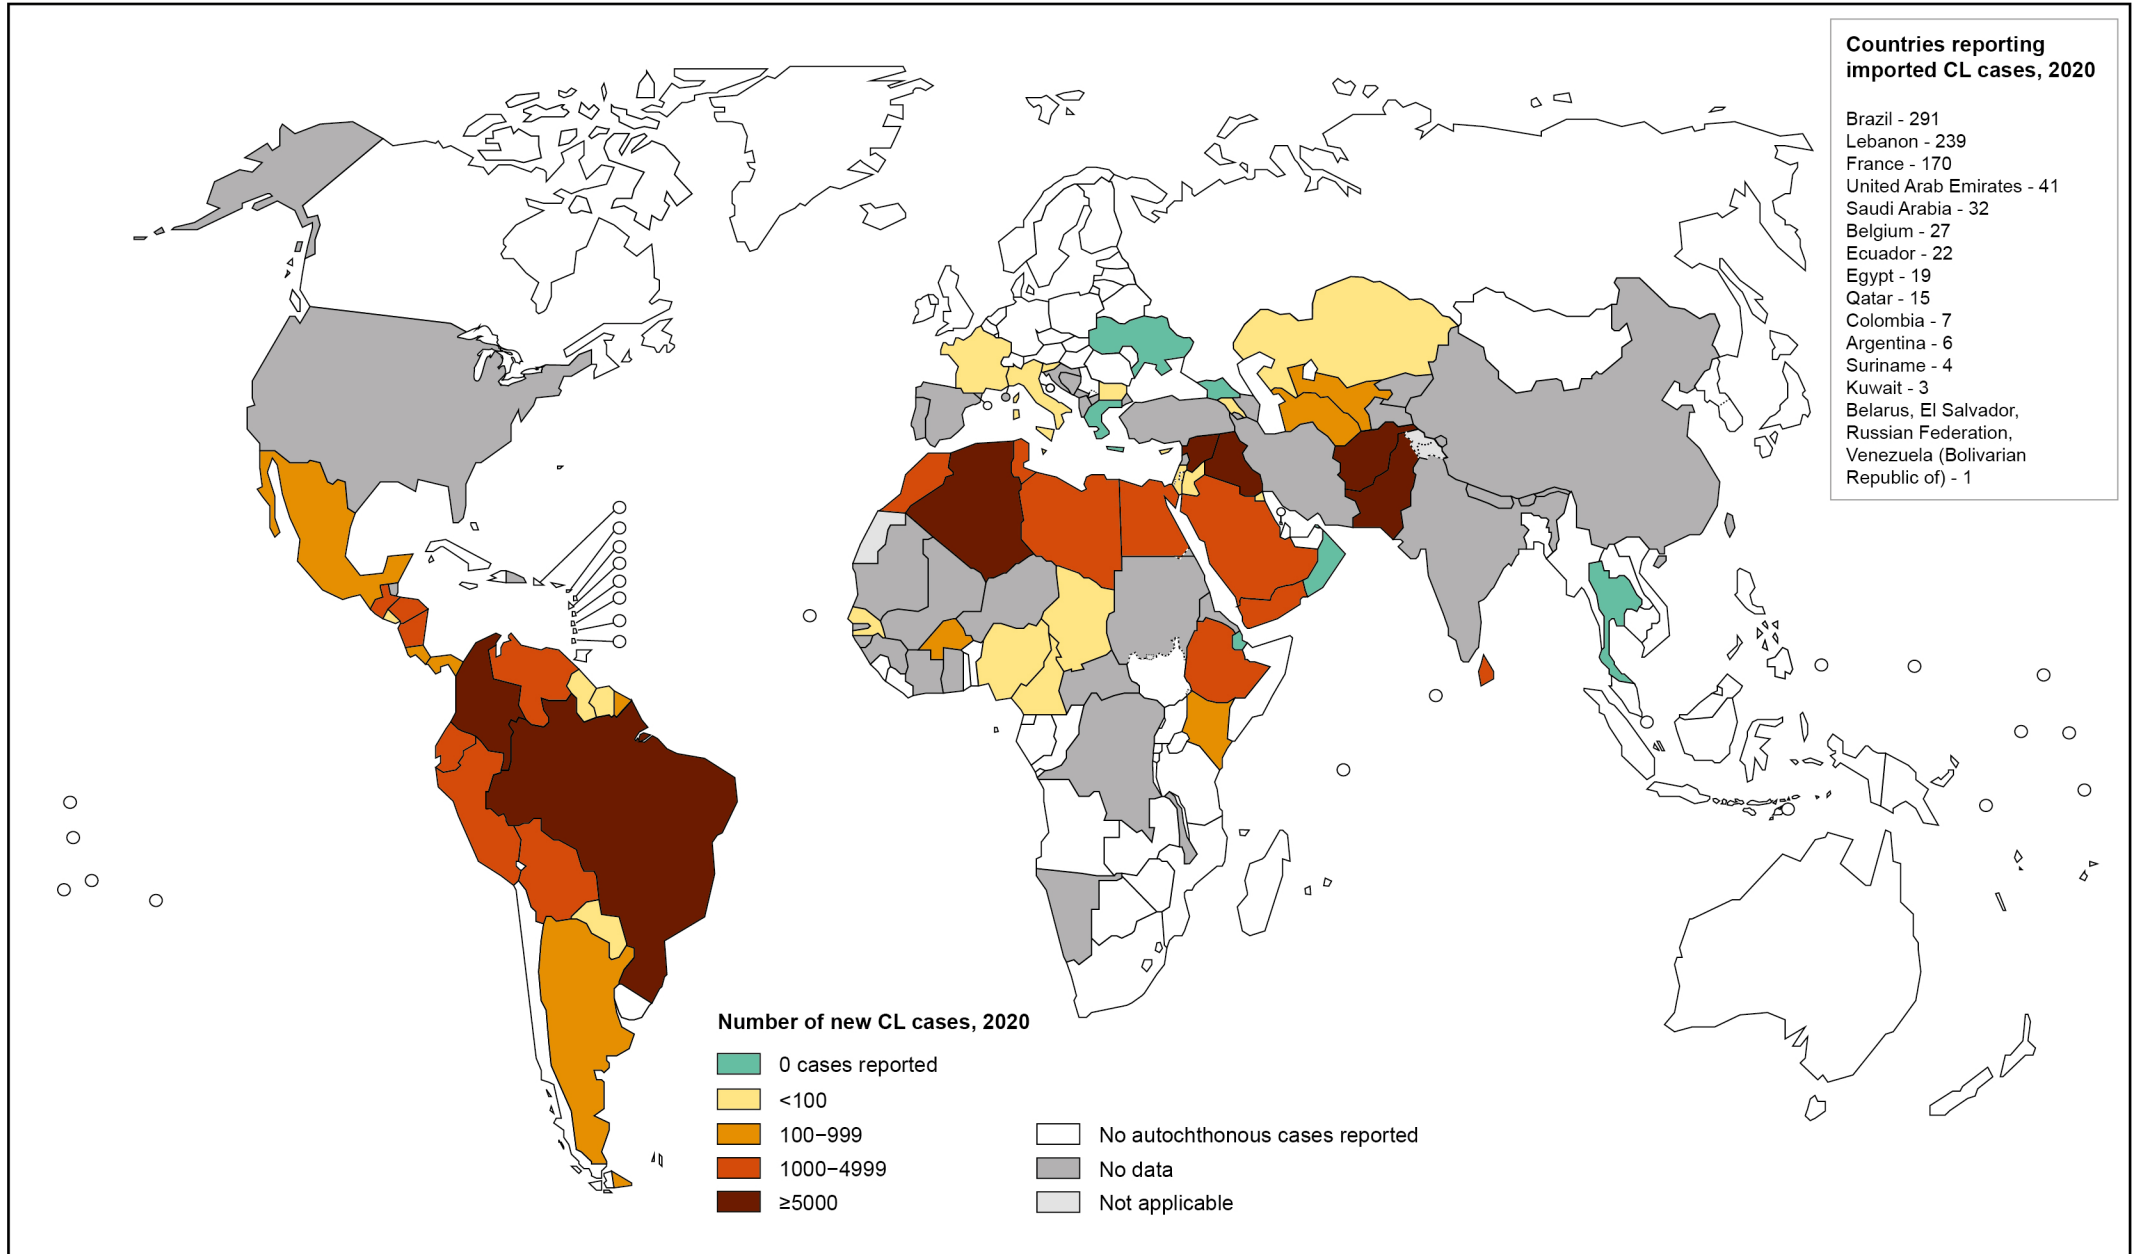 Countries reporting
imported CL cases, 2020
Brazil - 291
Lebanon - 239
France - 170
United Arab Emirates - 41
Saudi Arabia - 32
Belgium - 27
Ecuador - 22
Egypt - 19
Qatar - 15
Colombia - 7
Argentina - 6
Suriname - 4
Kuwait - 3
Belarus, El Salvador,
Russian Federation,
Venezuela (Bolivarian
Republic of) - 1
Number of new CL cases, 2020
0 cases reported
<100
100–999
1000–4999
≥5000
No autochthonous cases reported
No data
Not applicable